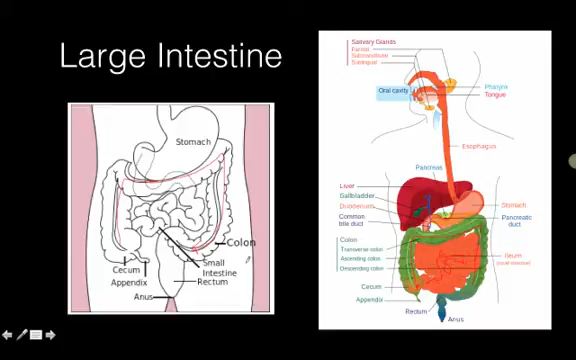 Large Intestine
Stomach
Colon
Small
Intestine
Rectum
Cecum
Appendix
Anus
Salivary Glands
Parotid
Submandibular
Sublingual
Oral cavity
Pharynx
Tongue
Esophagus
Pancreas
Liver
Gallbladder
Duodenum
Common
bile duct
Stomach
Pancreatic
duct
Colon
Transverse colon
Ascending colon
Descending colon
Ileum
(small intestine)
Cecum
Appendix
Rectum
Anus